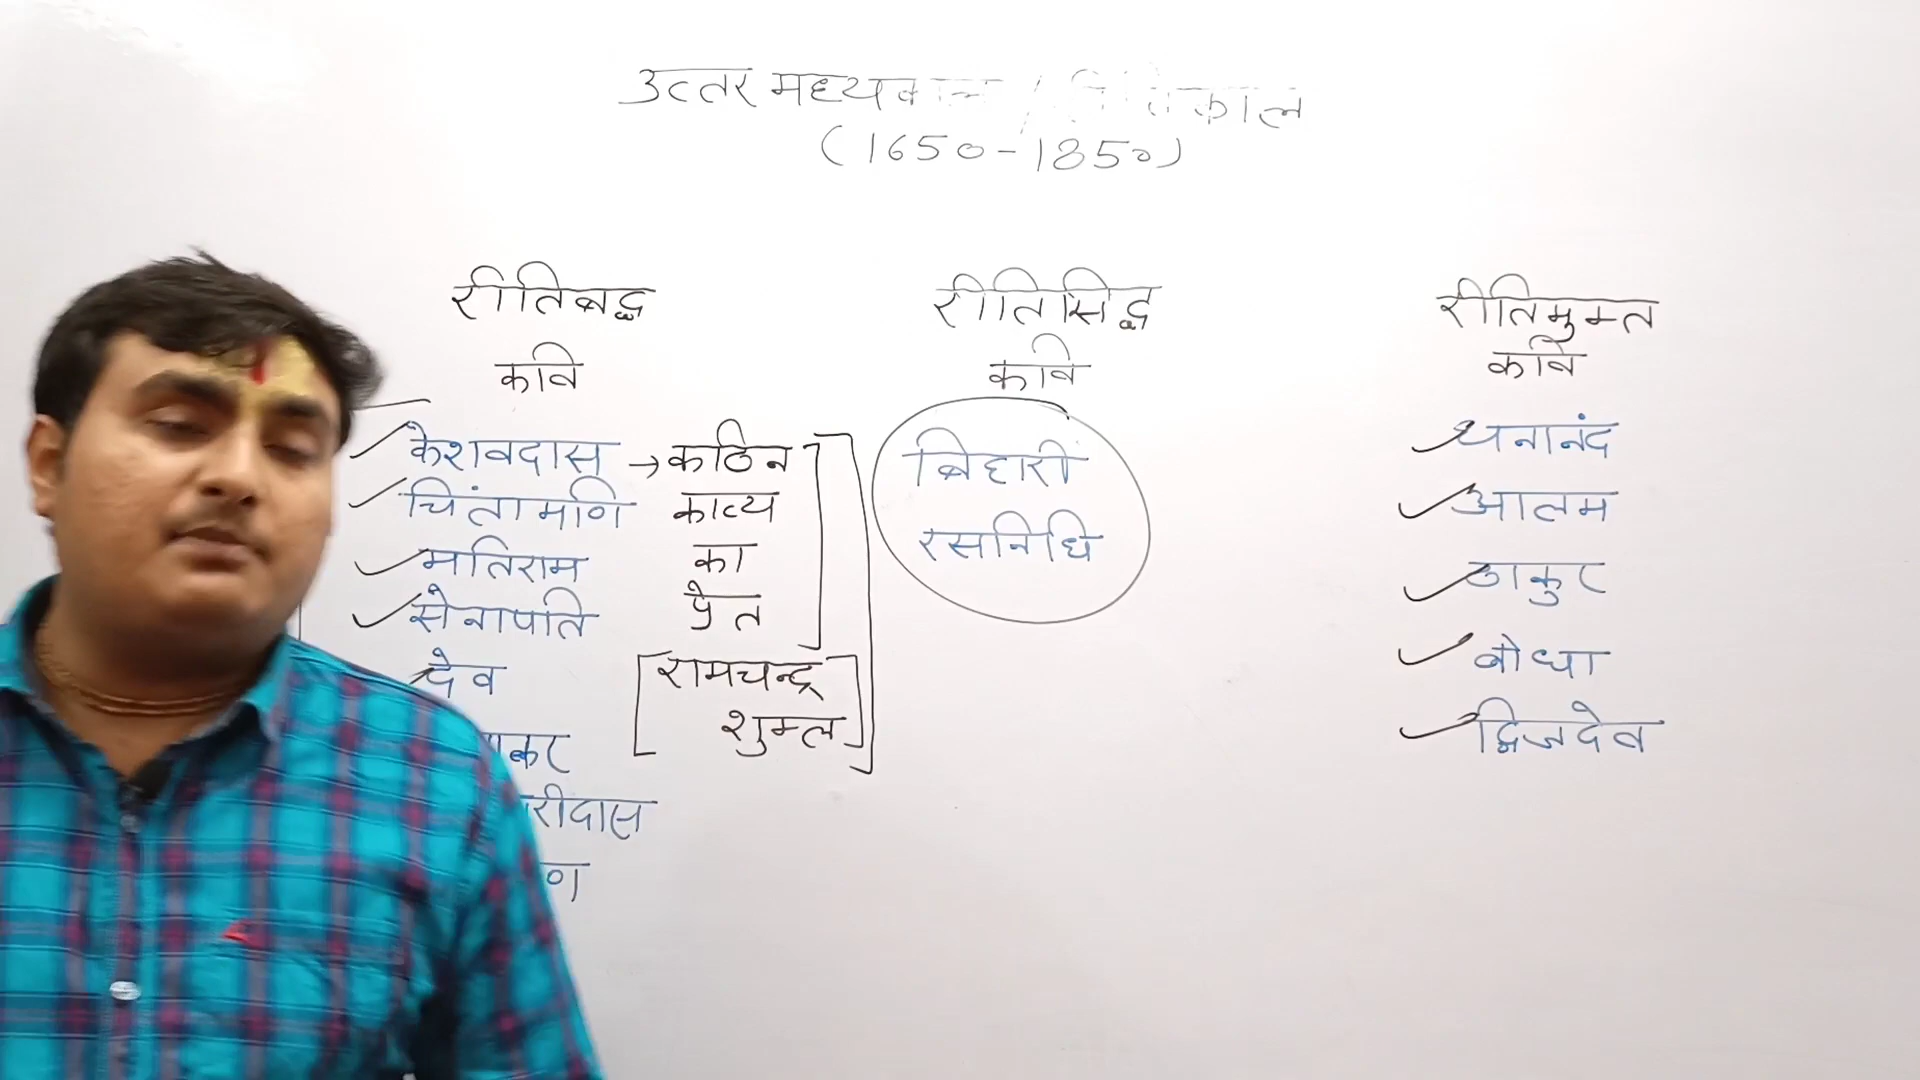 उत्तर मध्यकाल / रीतिकाल
(1650-1850)
रीतिबद्ध
कवि
केशवदास → कठिन
चिंतामणि काव्य
मतिराम का
सेनापति प्रेत
देव [रामचन्द्र
शुक्ल]
ाकर
ारीदास
ण
रीतिसिद्ध
कवि
बिहारी
रसनिधि
रीतिमुक्त
कवि
घनानंद
आलम
ठाकुर
बोधा
द्विजदेव